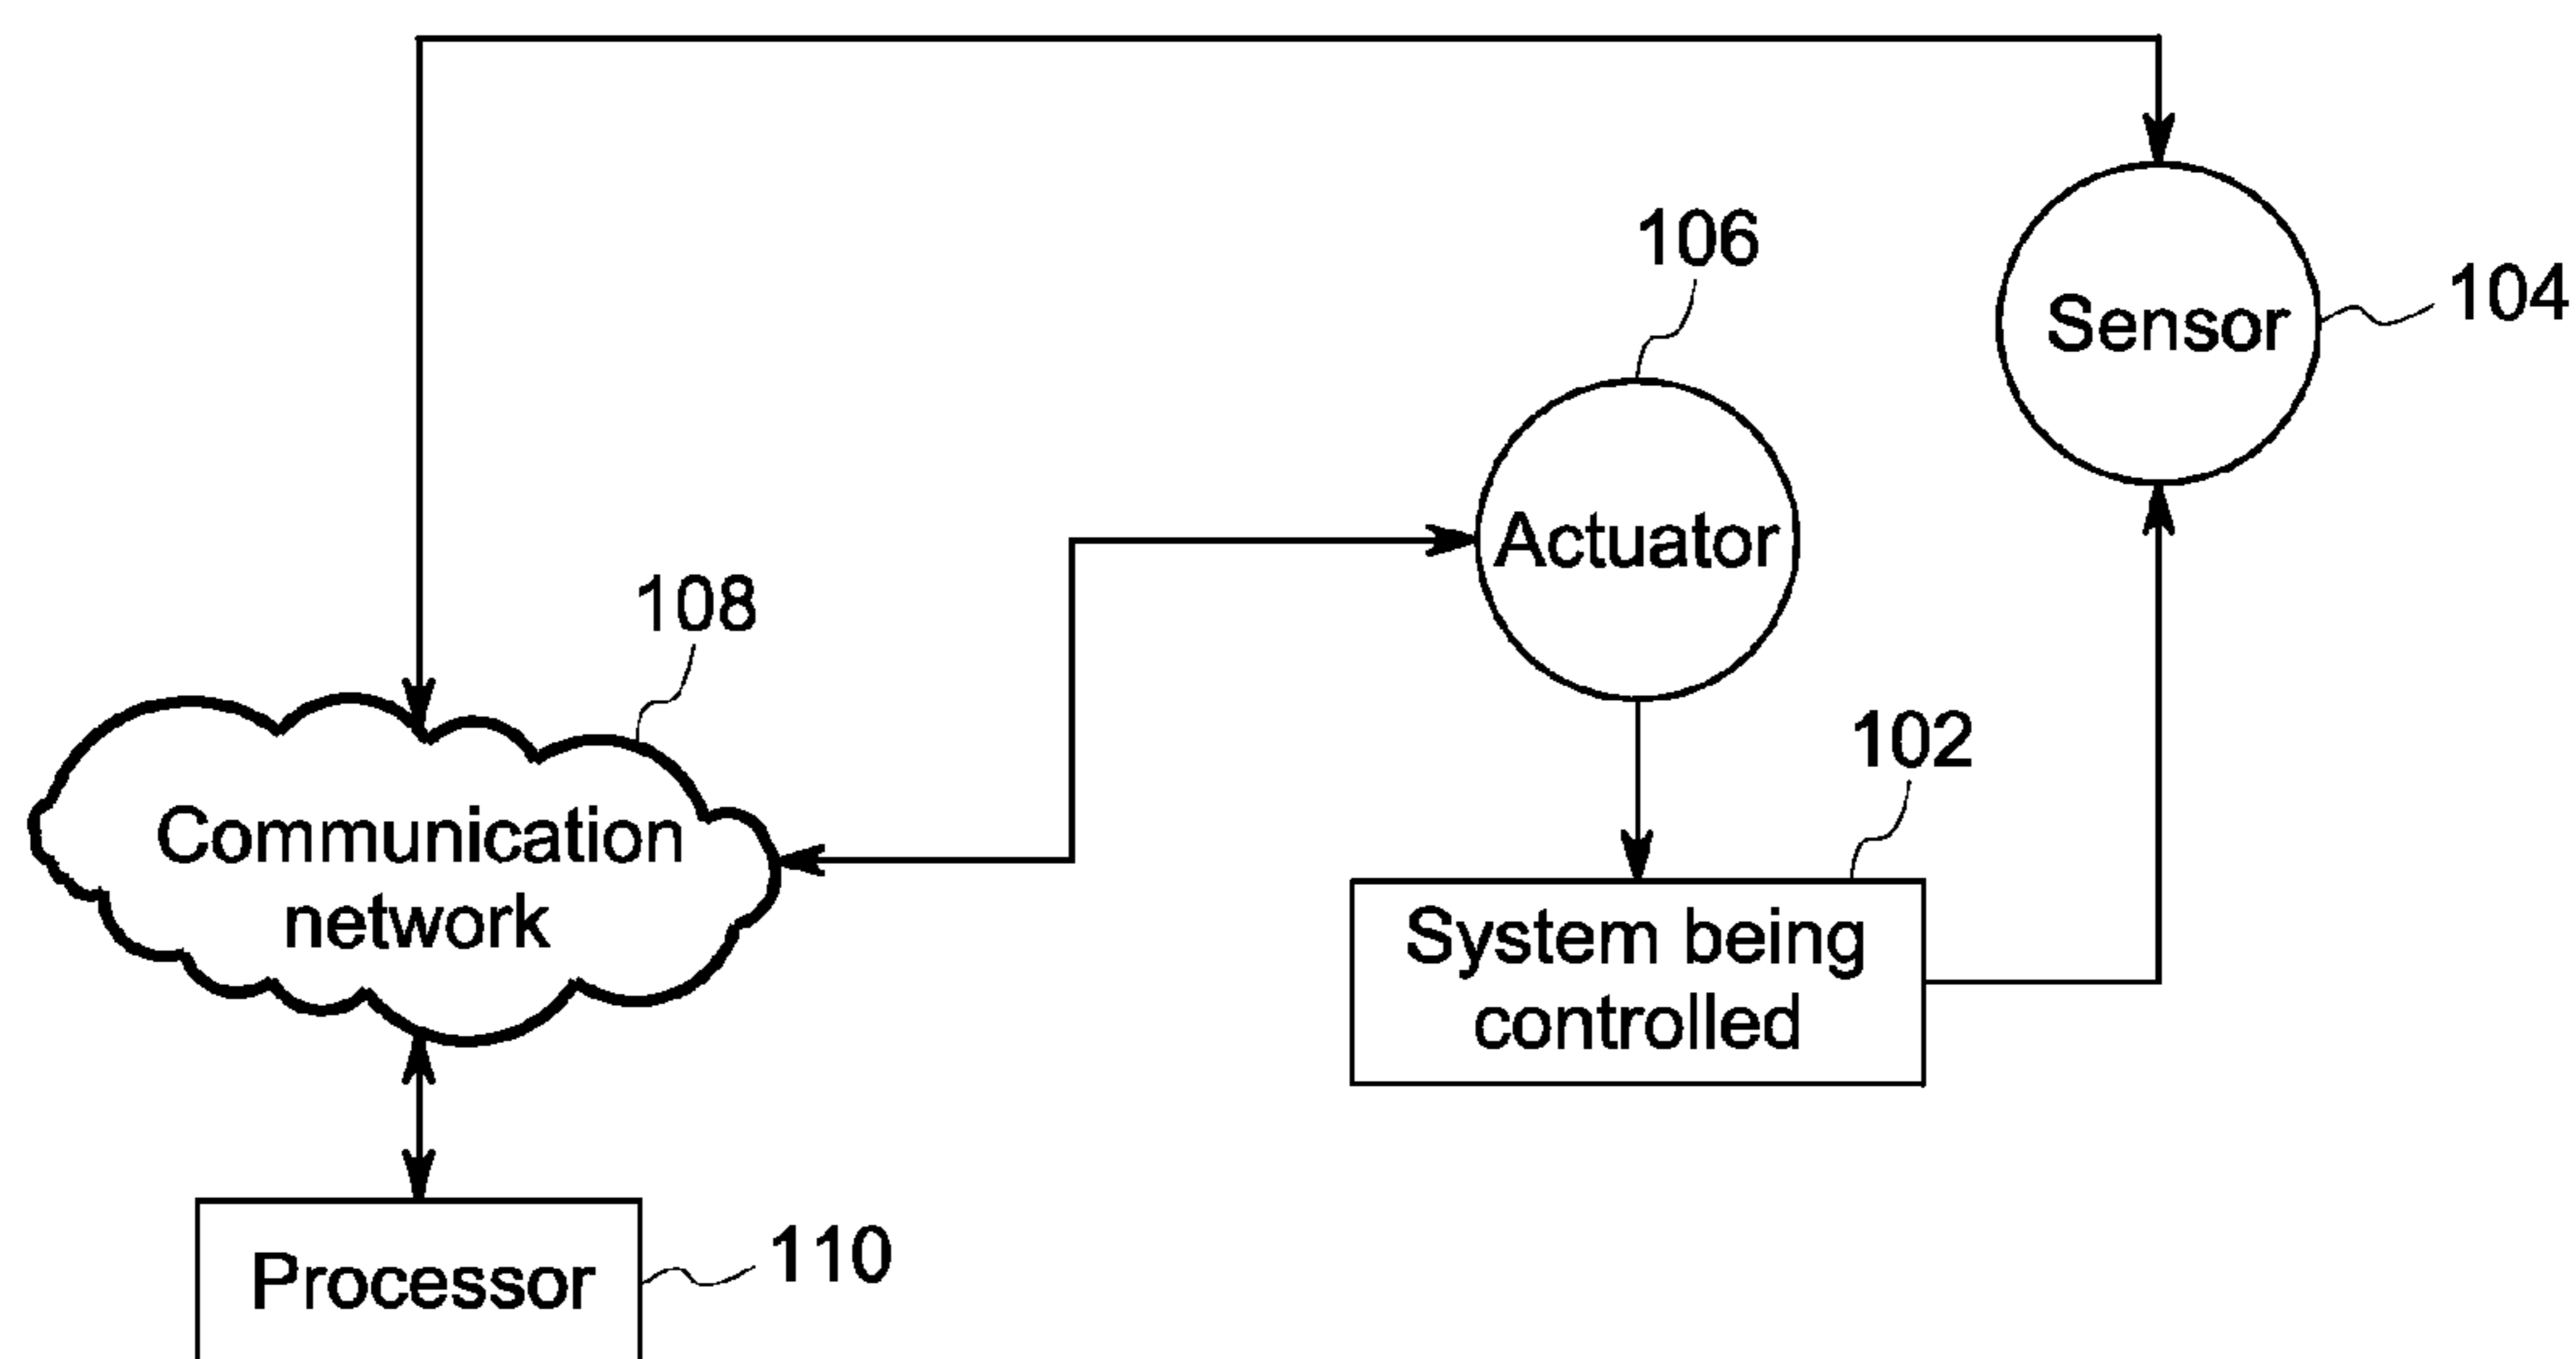 106
Sensor
104
Actuator
108
102
Communication
network
System being
controlled
Processor
110